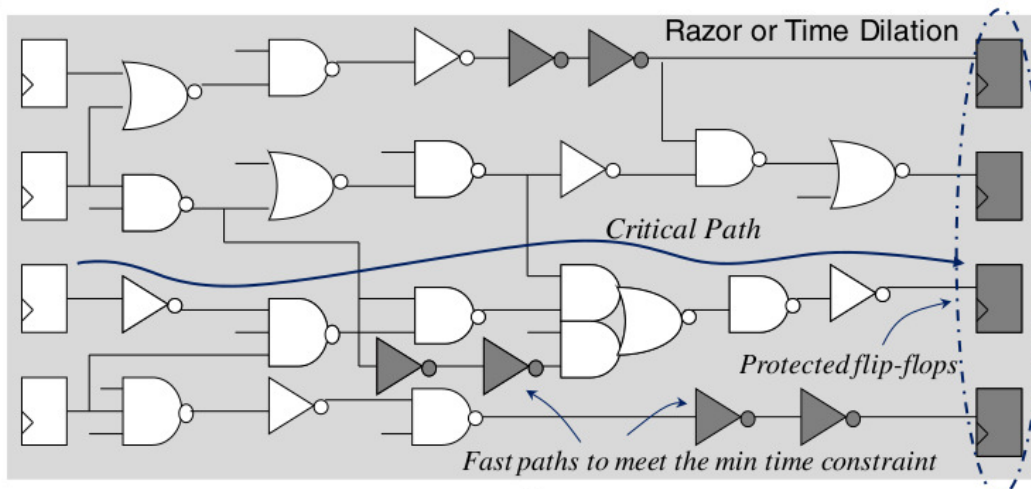 Razor or Time Dilation
Critical Path
Protected flip-flops
Fast paths to meet the min time constraint